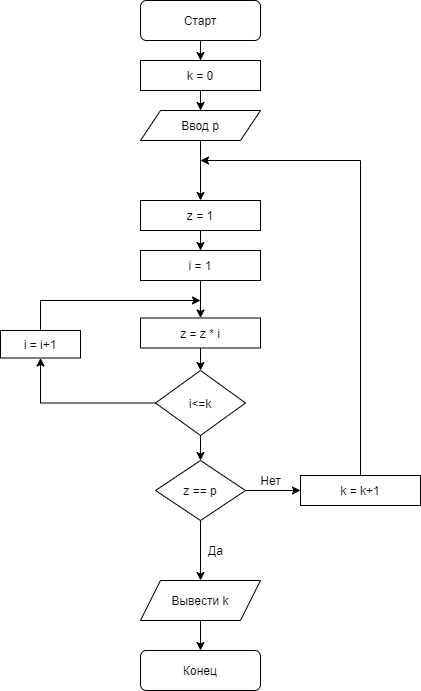 Старт
k = 0
Ввод p
z = 1
i = 1
z = z * i
i = i+1
i<=k
z == p
Нет
k = k+1
Да
Вывести k
Конец